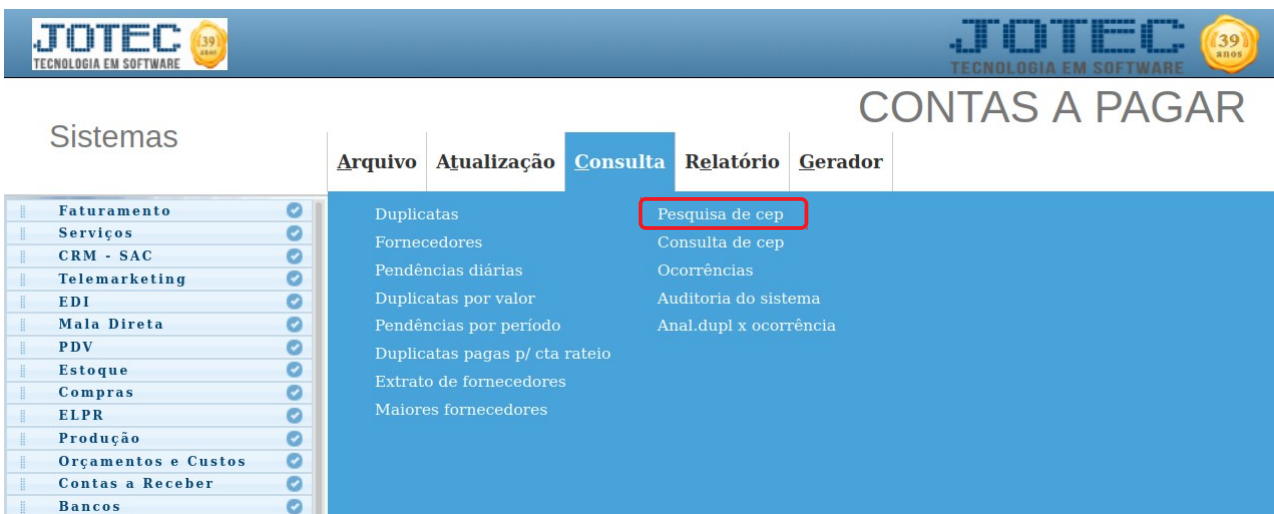 JOTEC 39 anos
TECNOLOGIA EM SOFTWARE
JOTEC 39 anos
TECNOLOGIA EM SOFTWARE
CONTAS A PAGAR
Sistemas
Arquivo Atualização Consulta Relatório Gerador
Faturamento
Serviços
CRM - SAC
Telemarketing
EDI
Mala Direta
PDV
Estoque
Compras
ELPR
Produção
Orçamentos e Custos
Contas a Receber
Bancos
Duplicatas
Fornecedores
Pendências diárias
Duplicatas por valor
Pendências por período
Duplicatas pagas p/ cta rateio
Extrato de fornecedores
Maiores fornecedores
Pesquisa de cep
Consulta de cep
Ocorrências
Auditoria do sistema
Anal.dupl x ocorrência